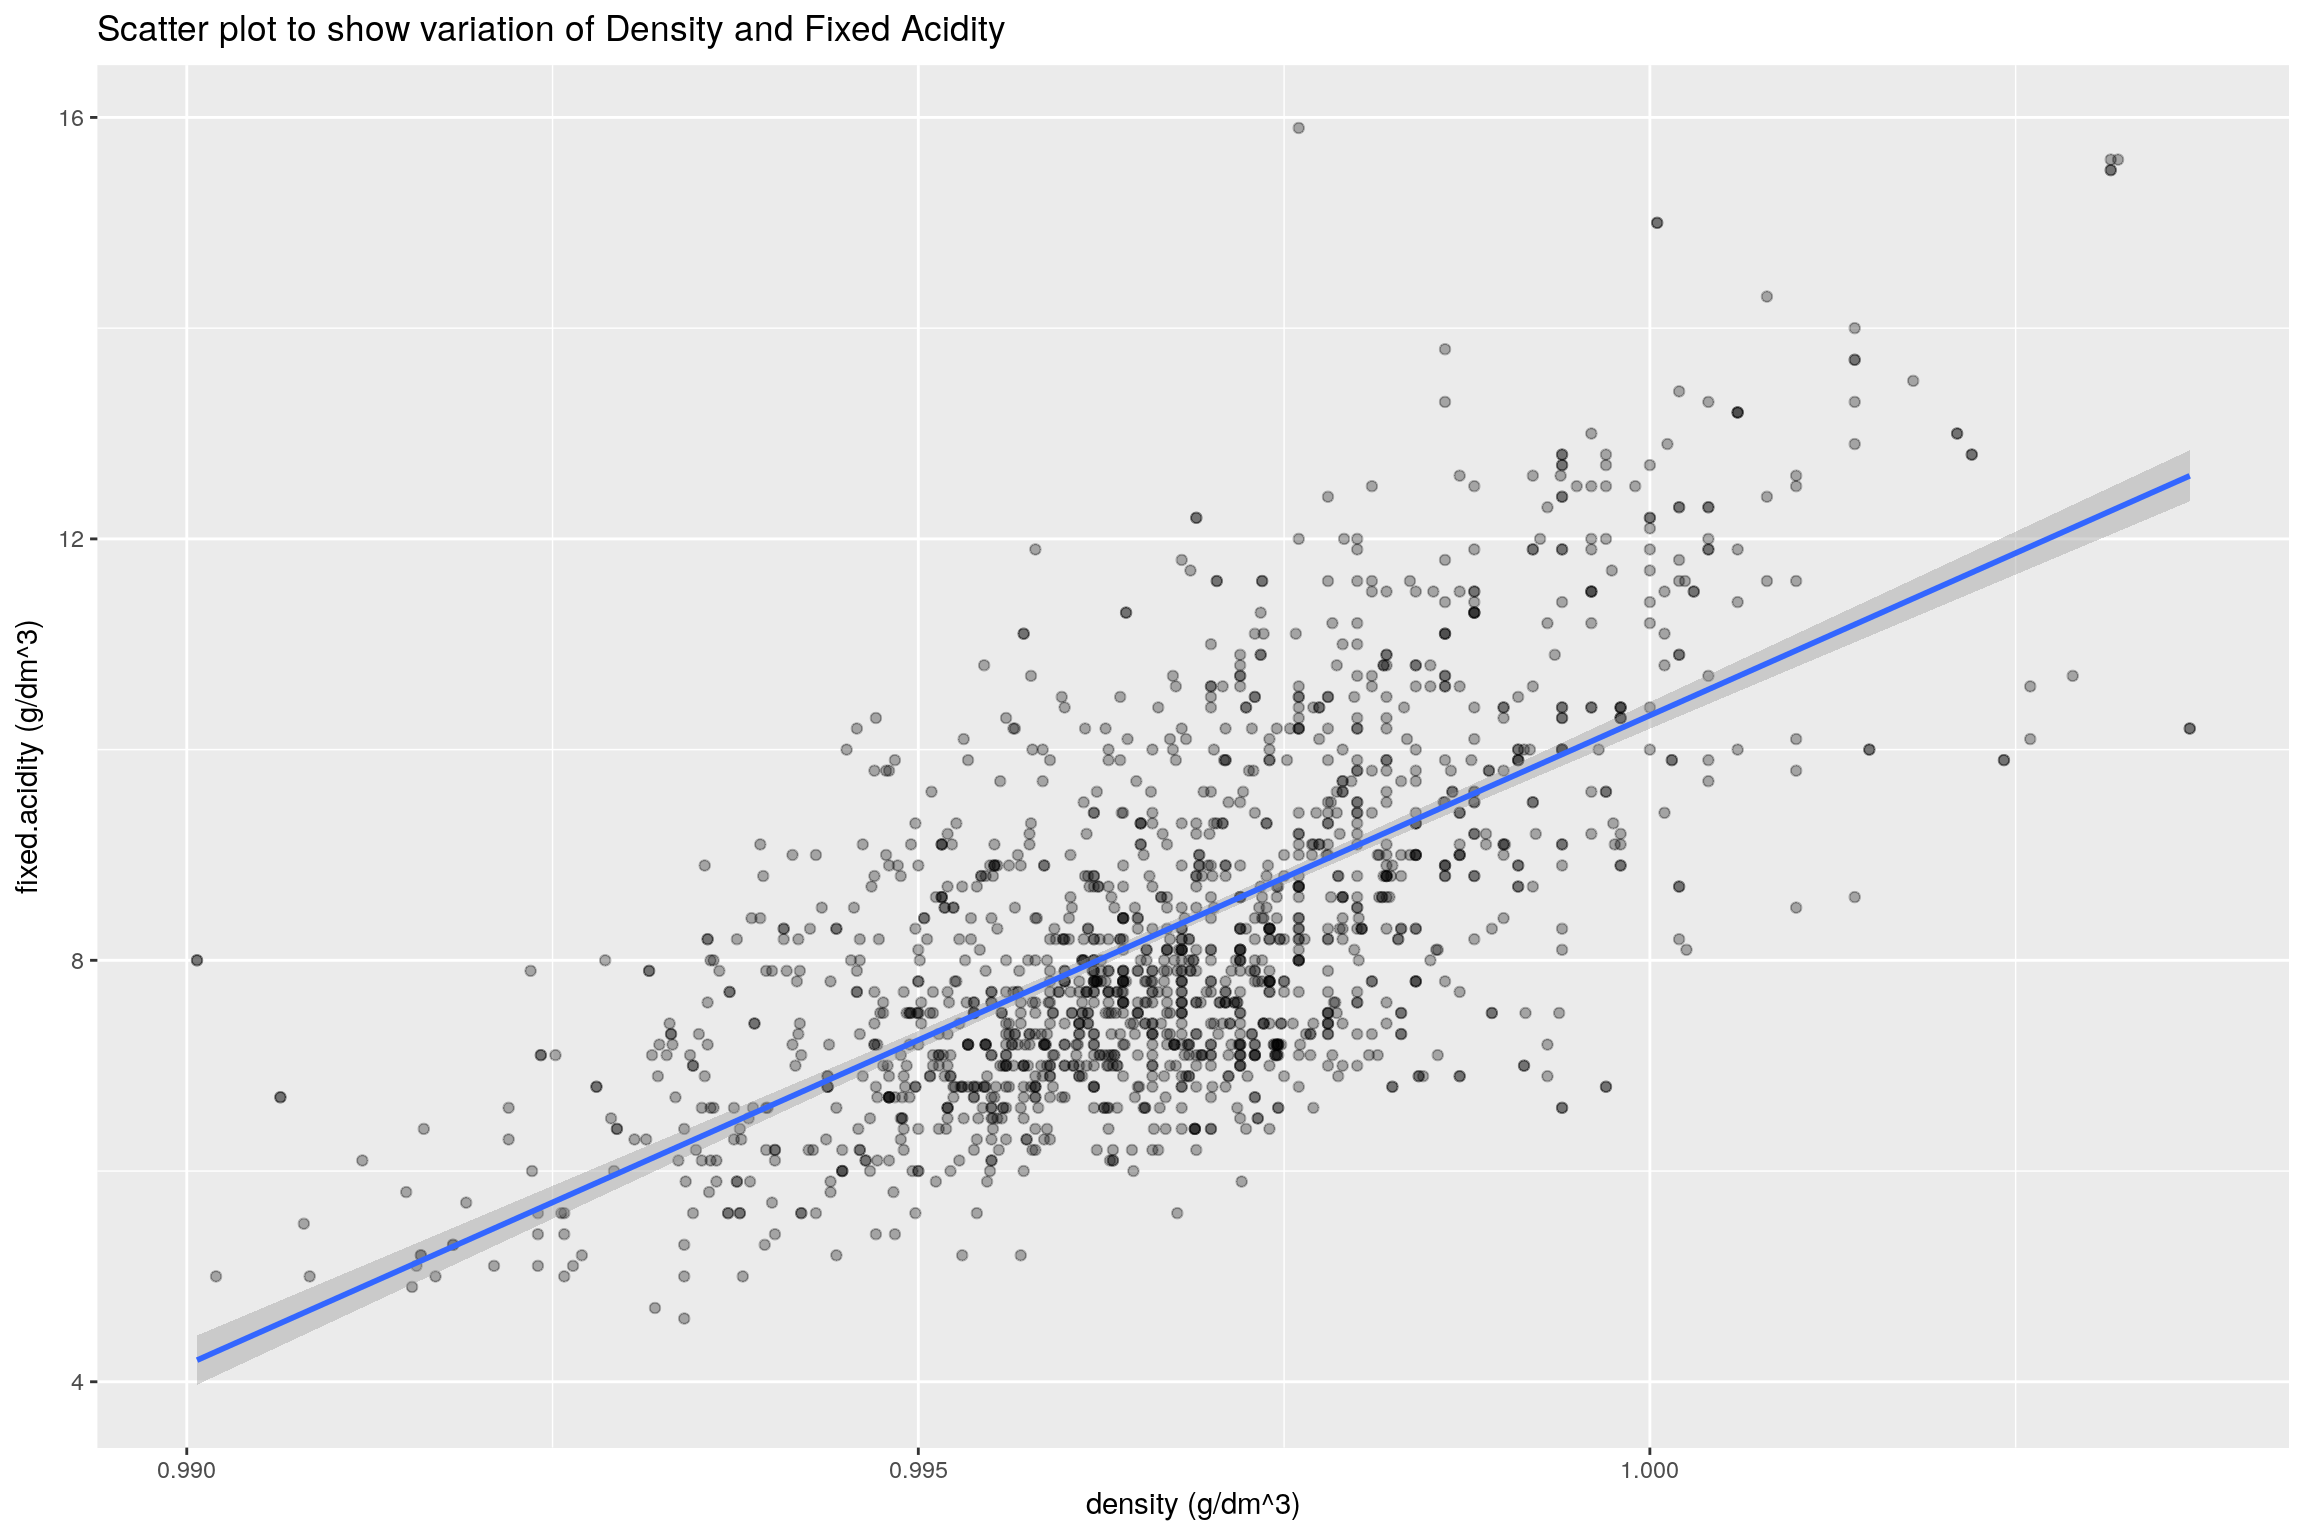 Scatter plot to show variation of Density and Fixed Acidity
16
12
8
4
fixed.acidity (g/dm^3)
0.990
0.995
1.000
density (g/dm^3)